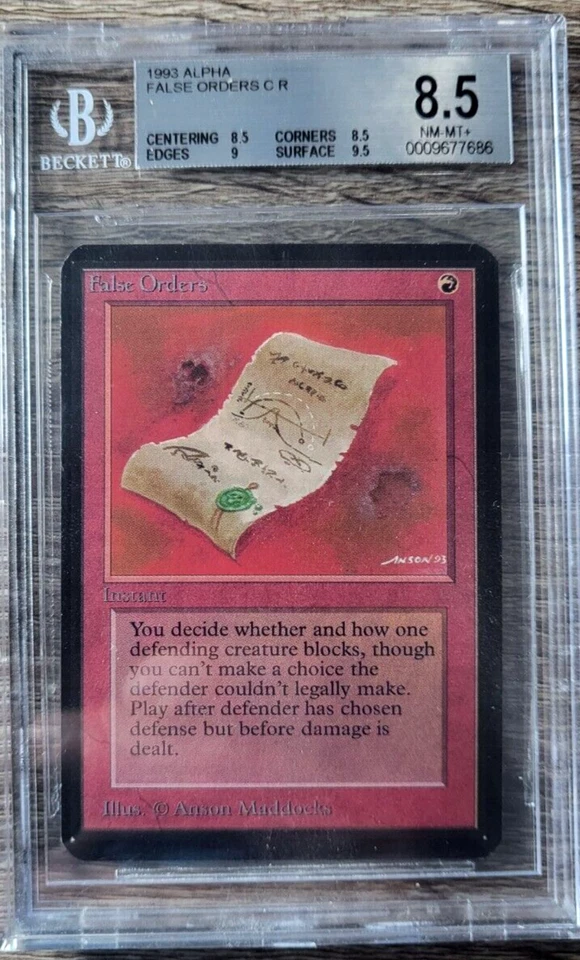 1993 ALPHA
FALSE ORDERS C R
8.5
NM-MT+
0009677686
CENTERING 8.5 CORNERS 8.5
EDGES 9 SURFACE 9.5
B
BECKETT®
False Orders
ANSON 93
Instant
You decide whether and how one
defending creature blocks, though
you can't make a choice the
defender couldn't legally make.
Play after defender has chosen
defense but before damage is
dealt.
Illus. © Anson Maddocks